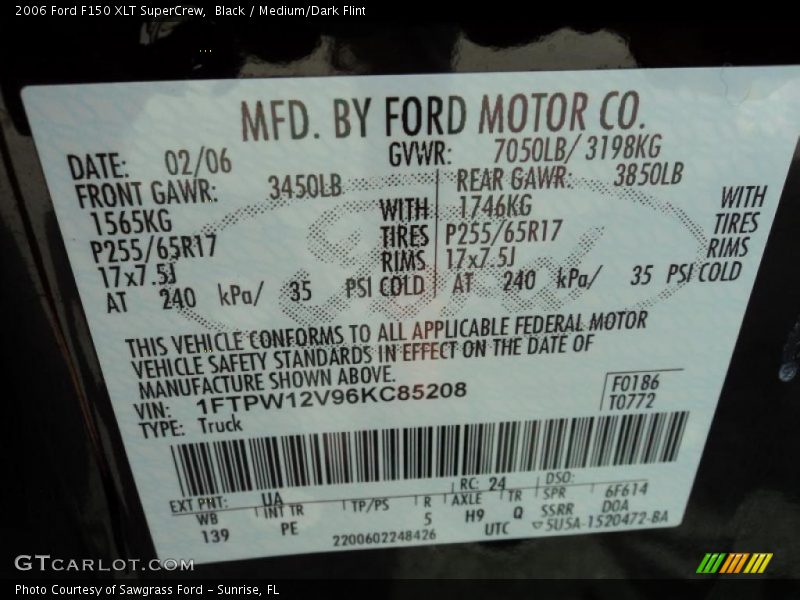 2006 Ford F150 XLT SuperCrew, Black / Medium/Dark Flint
MFD. BY FORD MOTOR CO.
DATE: 02/06 GVWR: 7050LB/ 3198KG
FRONT GAWR: 3450LB REAR GAWR: 3850LB
1565KG WITH 1746KG WITH
P255/65R17 TIRES P255/65R17 TIRES
17x7.5J RIMS 17x7.5J RIMS
AT 240 kPa/ 35 PSI COLD AT 240 kPa/ 35 PSI COLD
THIS VEHICLE CONFORMS TO ALL APPLICABLE FEDERAL MOTOR
VEHICLE SAFETY STANDARDS IN EFFECT ON THE DATE OF
MANUFACTURE SHOWN ABOVE.
VIN: 1FTPW12V96KC85208 F0186
TYPE: Truck T0772
EXT PNT: UA RC: 24 DSO:
WB INT TR TP/PS R AXLE TR SPR 6F614
139 PE 5 H9 Q SSRR DOA
2200602248426 UTC 5U5A-1520472-BA
Ford
GTCARLOT.COM
Photo Courtesy of Sawgrass Ford - Sunrise, FL